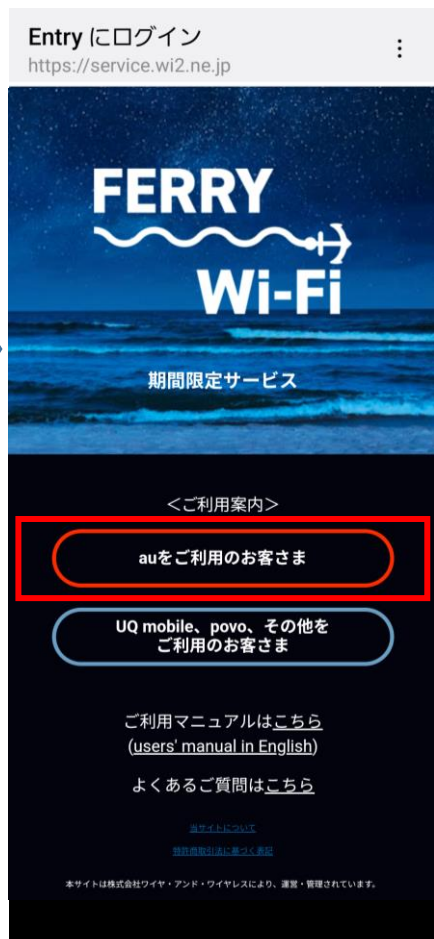 Entry にログイン
https://service.wi2.ne.jp
FERRY
Wi-Fi
期間限定サービス
＜ご利用案内＞
auをご利用のお客さま
UQ mobile、povo、その他を
ご利用のお客さま
ご利用マニュアルはこちら
(users' manual in English)
よくあるご質問はこちら
当サイトについて
特定商取引法に基づく表記
本サイトは株式会社ワイヤ・アンド・ワイヤレスにより、運営・管理されています。